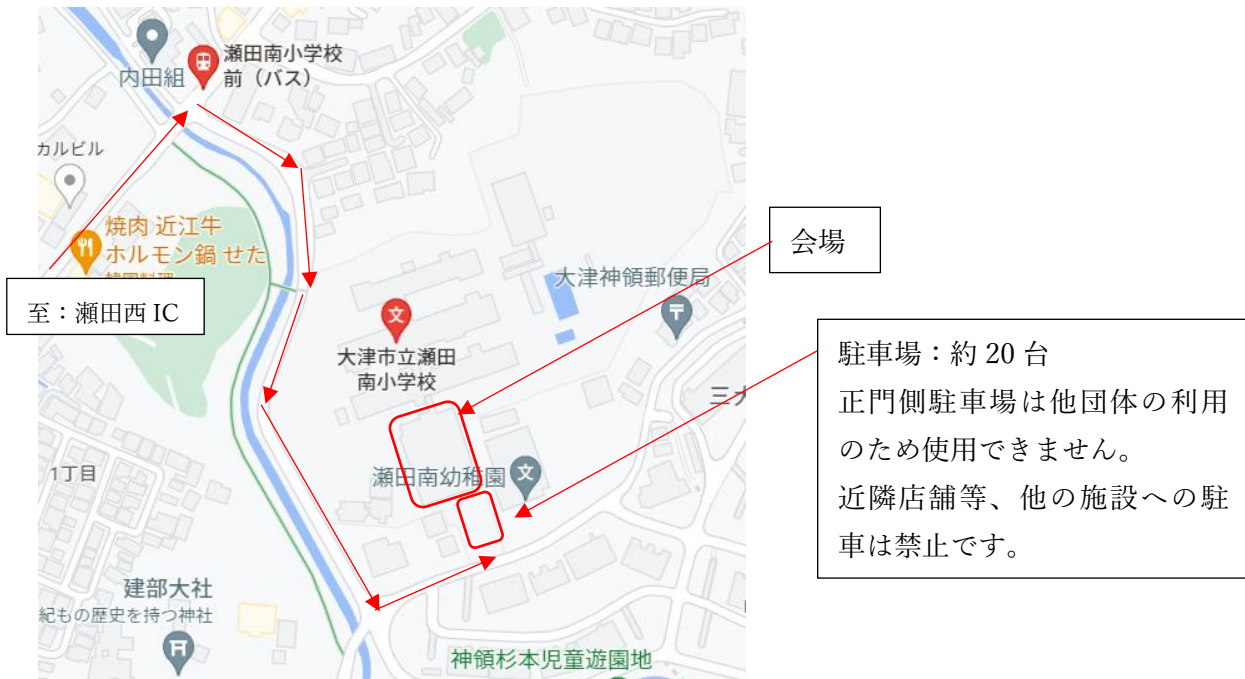 内田組
瀬田南小学校
前（バス）
カルビル
焼肉 近江牛
ホルモン鍋 せた
至：瀬田西 IC
大津市立瀬田
南小学校
会場
大津神領郵便局
駐車場：約 20 台
正門側駐車場は他団体の利用
のため使用できません。
近隣店舗等、他の施設への駐
車は禁止です。
三大
瀬田南幼稚園
1丁目
建部大社
紀もの歴史を持つ神社
神領杉本児童遊園地